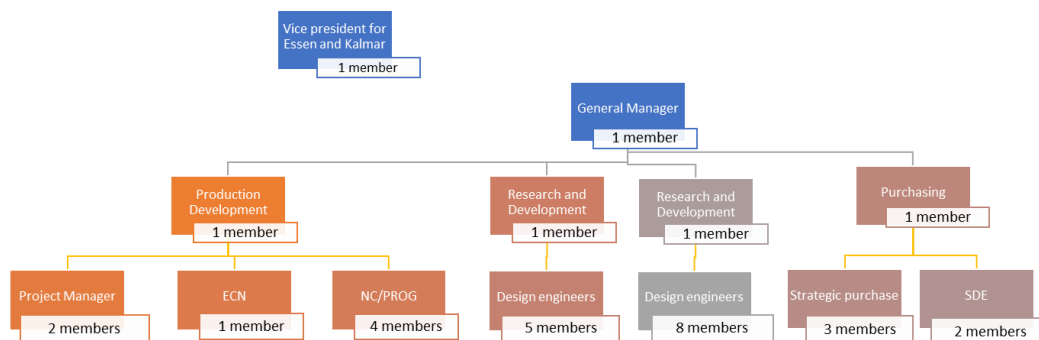 Vice president for
Essen and Kalmar
1 member
General Manager
1 member
Production
Development
1 member
Research and
Development
1 member
Research and
Development
1 member
Purchasing
1 member
Project Manager
2 members
ECN
1 member
NC/PROG
4 members
Design engineers
5 members
Design engineers
8 members
Strategic purchase
3 members
SDE
2 members